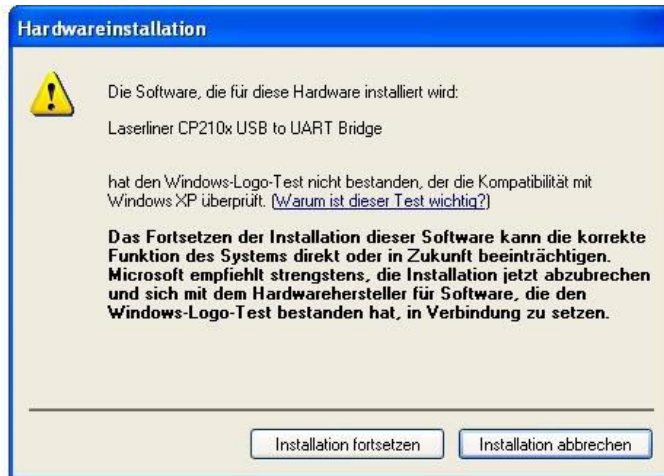 Hardwareinstallation
Die Software, die für diese Hardware installiert wird:
Laserliner CP210x USB to UART Bridge
hat den Windows-Logo-Test nicht bestanden, der die Kompatibilität mit
Windows XP überprüft. (Warum ist dieser Test wichtig?)
Das Fortsetzen der Installation dieser Software kann die korrekte
Funktion des Systems direkt oder in Zukunft beeinträchtigen.
Microsoft empfiehlt strengstens, die Installation jetzt abzubrechen
und sich mit dem Hardwarehersteller für Software, die den
Windows-Logo-Test bestanden hat, in Verbindung zu setzen.
Installation fortsetzen
Installation abbrechen